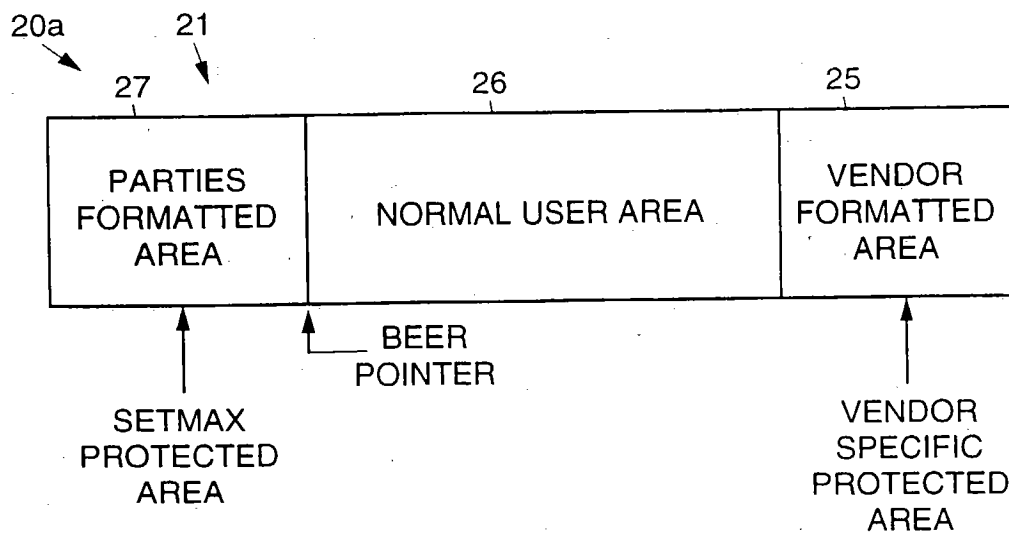 20a
21
27
26
25
PARTIES
FORMATTED
AREA
NORMAL USER AREA
VENDOR
FORMATTED
AREA
BEER
POINTER
SETMAX
PROTECTED
AREA
VENDOR
SPECIFIC
PROTECTED
AREA